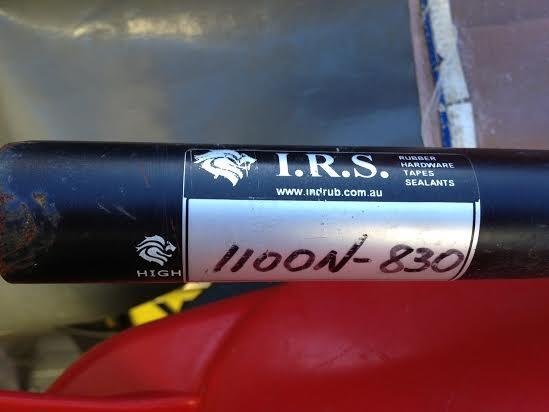 I.R.S.
RUBBER
HARDWARE
TAPES
SEALANTS
www.indrub.com.au
HIGH
1100N-830